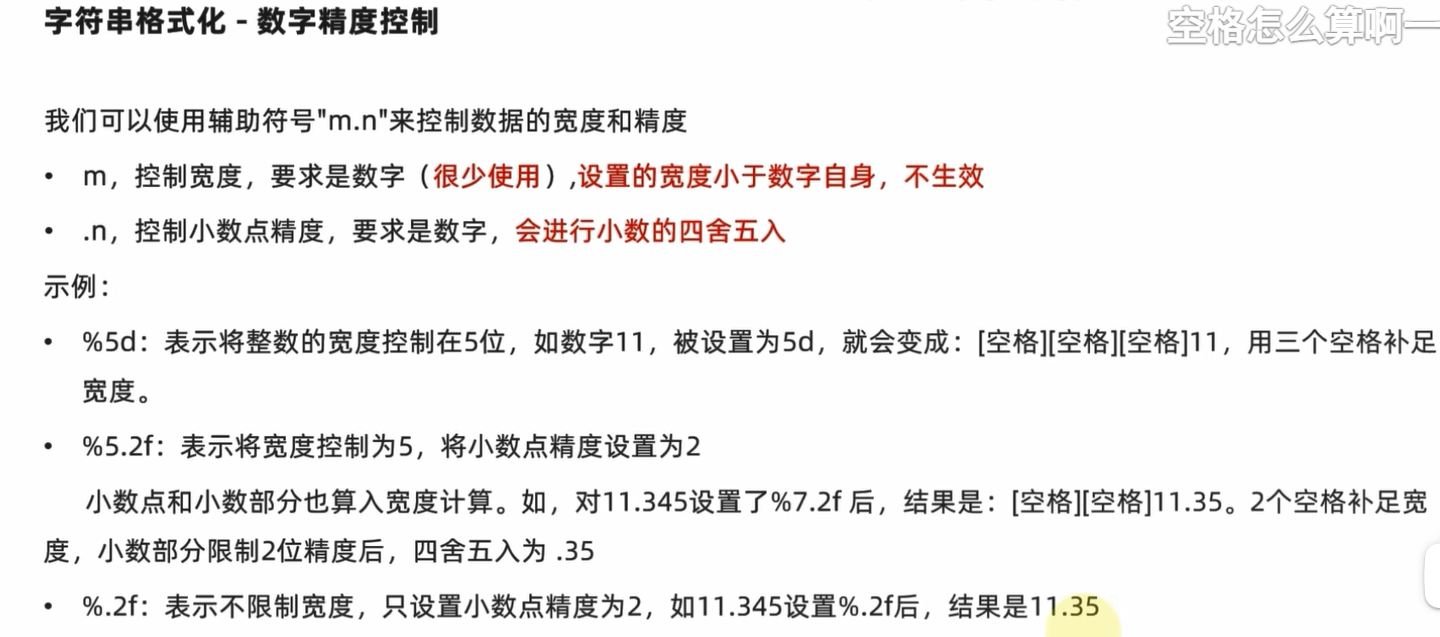 字符串格式化 - 数字精度控制
空格怎么算啊一
我们可以使用辅助符号"m.n"来控制数据的宽度和精度
• m，控制宽度，要求是数字（很少使用）,设置的宽度小于数字自身，不生效
• .n，控制小数点精度，要求是数字，会进行小数的四舍五入
示例：
• %5d：表示将整数的宽度控制在5位，如数字11，被设置为5d，就会变成：[空格][空格][空格]11，用三个空格补足
宽度。
• %5.2f：表示将宽度控制为5，将小数点精度设置为2
小数点和小数部分也算入宽度计算。如，对11.345设置了%7.2f 后，结果是：[空格][空格]11.35。2个空格补足宽
度，小数部分限制2位精度后，四舍五入为 .35
• %.2f：表示不限制宽度，只设置小数点精度为2，如11.345设置%.2f后，结果是11.35